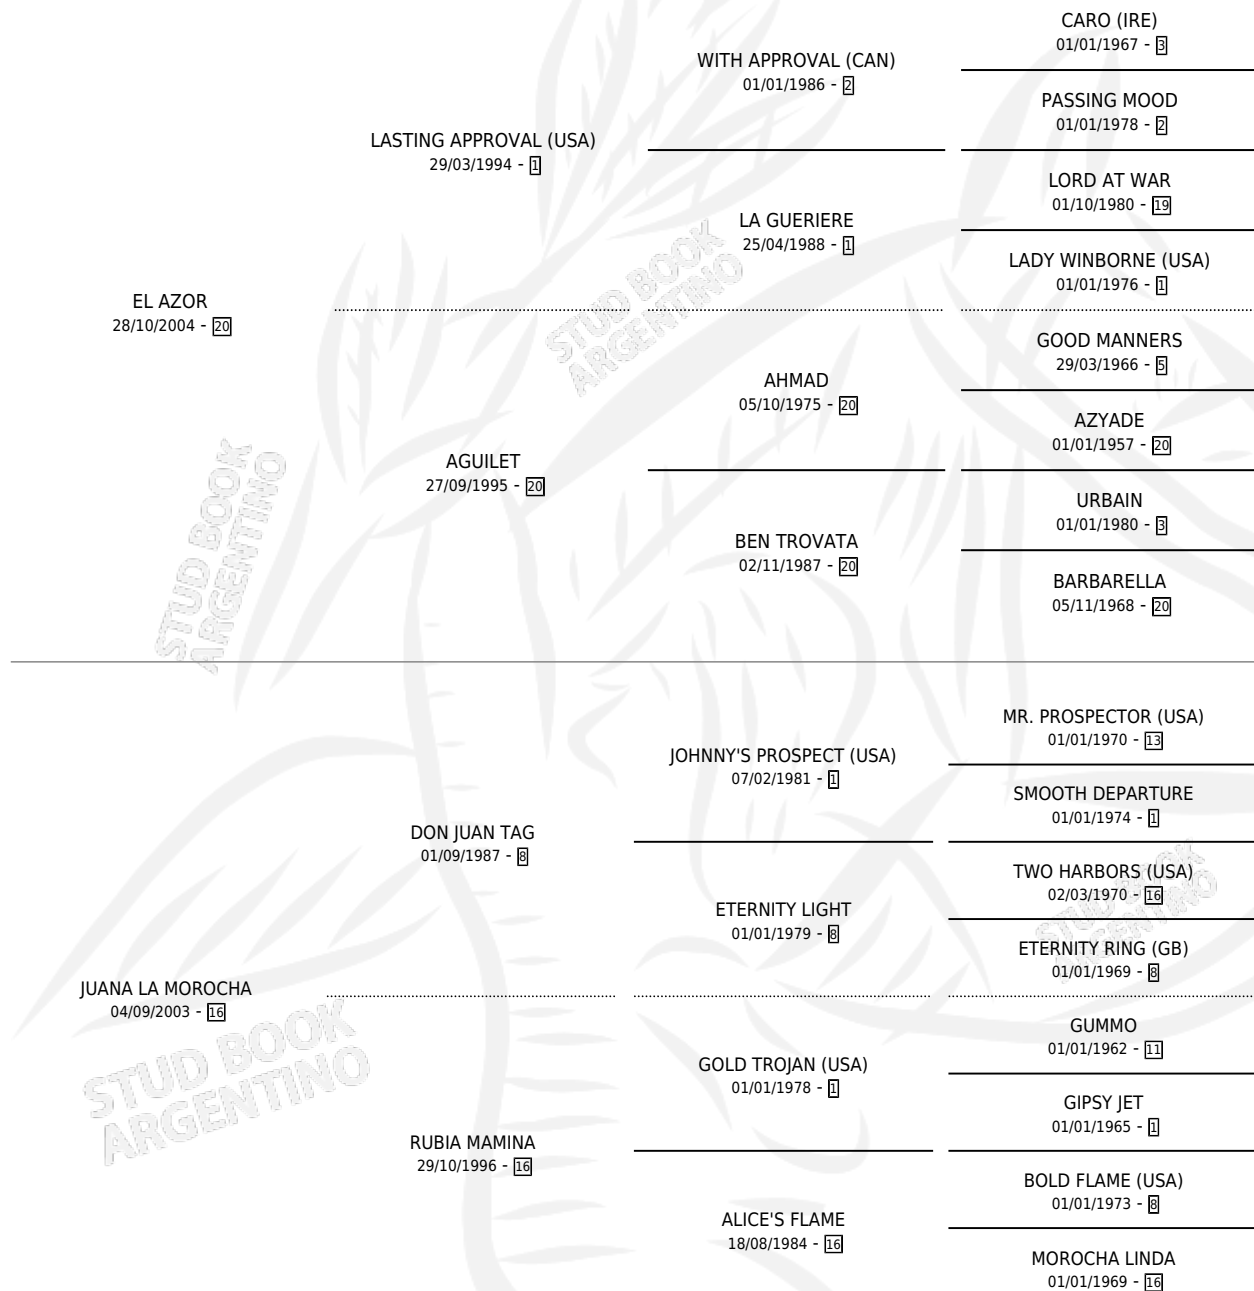 CARO (IRE)
01/01/1967 - 3
WITH APPROVAL (CAN)
01/01/1986 - 2
PASSING MOOD
01/01/1978 - 2
LASTING APPROVAL (USA)
29/03/1994 - 1
LORD AT WAR
01/10/1980 - 19
LA GUERIERE
25/04/1988 - 1
LADY WINBORNE (USA)
01/01/1976 - 1
EL AZOR
28/10/2004 - 20
STUD BOOK
ARGENTINO
GOOD MANNERS
29/03/1966 - 5
AHMAD
05/10/1975 - 20
AZYADE
01/01/1957 - 20
AGUILET
27/09/1995 - 20
URBAIN
01/01/1980 - 3
BEN TROVATA
02/11/1987 - 20
BARBARELLA
05/11/1968 - 20
STUD BOOK
ARGENTINO
MR. PROSPECTOR (USA)
01/01/1970 - 13
JOHNNY'S PROSPECT (USA)
07/02/1981 - 1
SMOOTH DEPARTURE
01/01/1974 - 1
DON JUAN TAG
01/09/1987 - 8
TWO HARBORS (USA)
02/03/1970 - 16
ETERNITY LIGHT
01/01/1979 - 8
STUD BOOK
ARGENTINO
ETERNITY RING (GB)
01/01/1969 - 8
JUANA LA MOROCHA
04/09/2003 - 16
STUD BOOK
ARGENTINO
GUMMO
01/01/1962 - 11
GOLD TROJAN (USA)
01/01/1978 - 1
GIPSY JET
01/01/1965 - 1
RUBIA MAMINA
29/10/1996 - 16
BOLD FLAME (USA)
01/01/1973 - 8
ALICE'S FLAME
18/08/1984 - 16
MOROCHA LINDA
01/01/1969 - 16